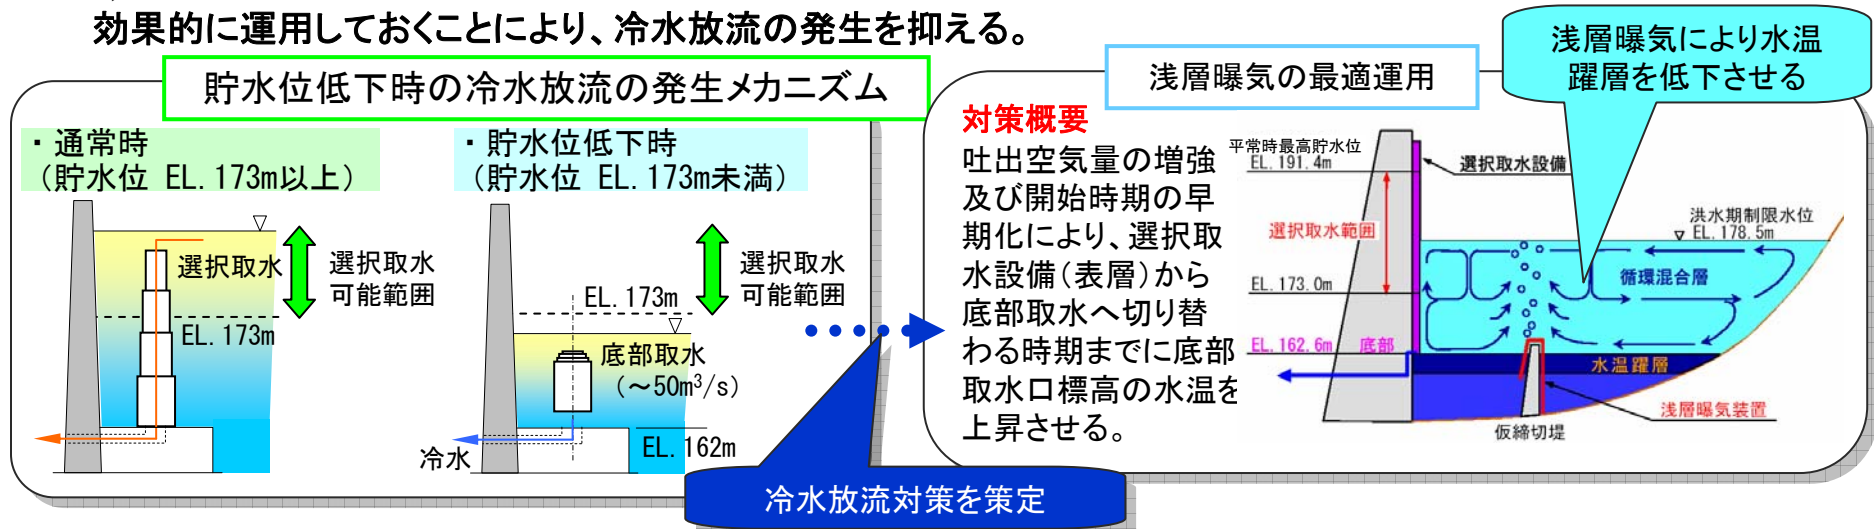 効果的に運用しておくことにより、冷水放流の発生を抑える。
貯水位低下時の冷水放流の発生メカニズム
・通常時
（貯水位 EL.173m以上）
選択取水
選択取水
可能範囲
EL.173m
・貯水位低下時
（貯水位 EL.173m未満）
EL.173m
選択取水
可能範囲
底部取水
（～50m³/s）
冷水
EL.162m
冷水放流対策を策定
浅層曝気の最適運用
浅層曝気により水温
躍層を低下させる
対策概要
吐出空気量の増強
及び開始時期の早
期化により、選択取
水設備（表層）から
底部取水へ切り替
わる時期までに底部
取水口標高の水温を
上昇させる。
平常時最高貯水位
EL.191.4m
選択取水設備
選択取水範囲
洪水期制限水位
EL.178.5m
循環混合層
EL.173.0m
EL.162.6m 底部
水温躍層
浅層曝気装置
仮締切堤